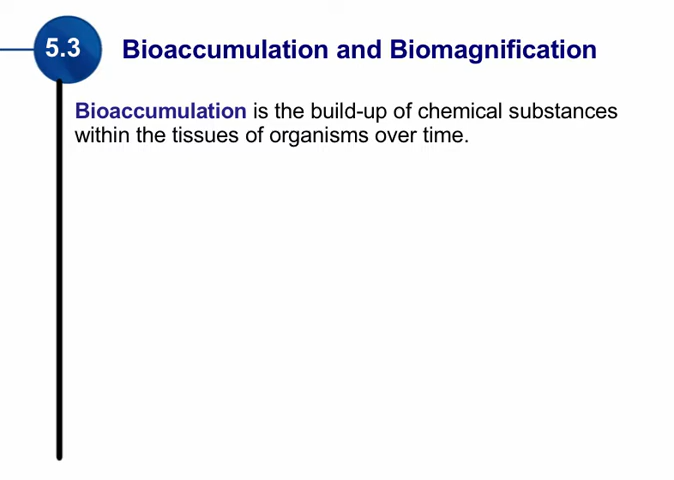 5.3
Bioaccumulation and Biomagnification
Bioaccumulation is the build-up of chemical substances
within the tissues of organisms over time.